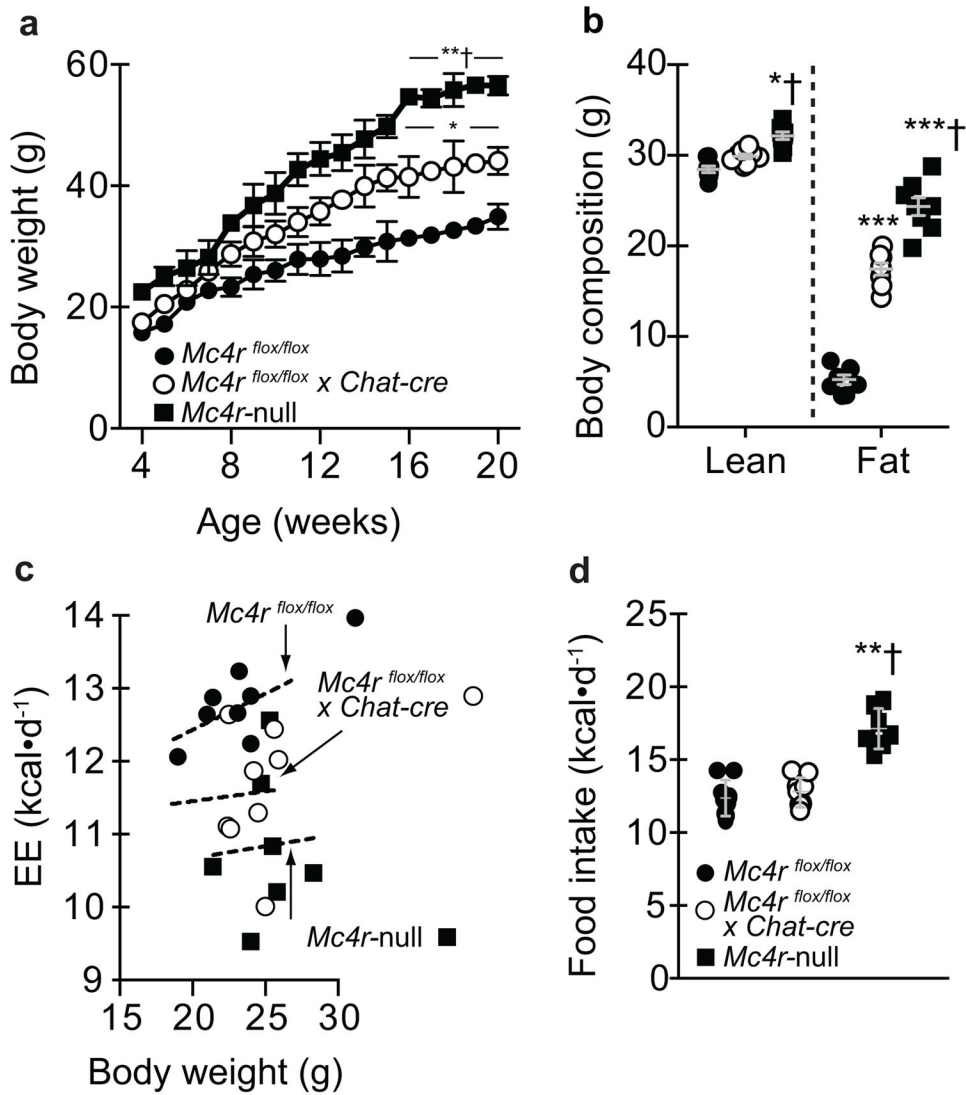 a
Body weight (g)
60
40
20
0
**†
*
Mc4r flox/flox
Mc4r flox/flox x Chat-cre
Mc4r-null
4 8 12 16 20
Age (weeks)
b
Body composition (g)
40
30
20
10
0
*†
***
***†
Lean Fat
c
EE (kcal•d-1)
14
13
12
11
10
9
Mc4r flox/flox
Mc4r flox/flox
x Chat-cre
Mc4r-null
15 20 25 30
Body weight (g)
d
Food intake (kcal•d-1)
25
20
15
10
5
0
**†
Mc4r flox/flox
Mc4r flox/flox
x Chat-cre
Mc4r-null